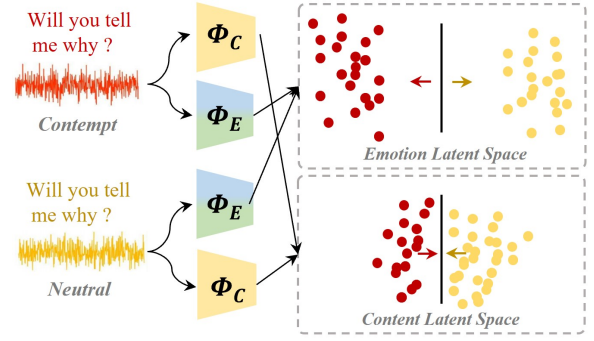 Will you tell
me why ?
Contempt
Φ_C
Φ_E
Emotion Latent Space
Will you tell
me why ?
Neutral
Φ_E
Φ_C
Content Latent Space